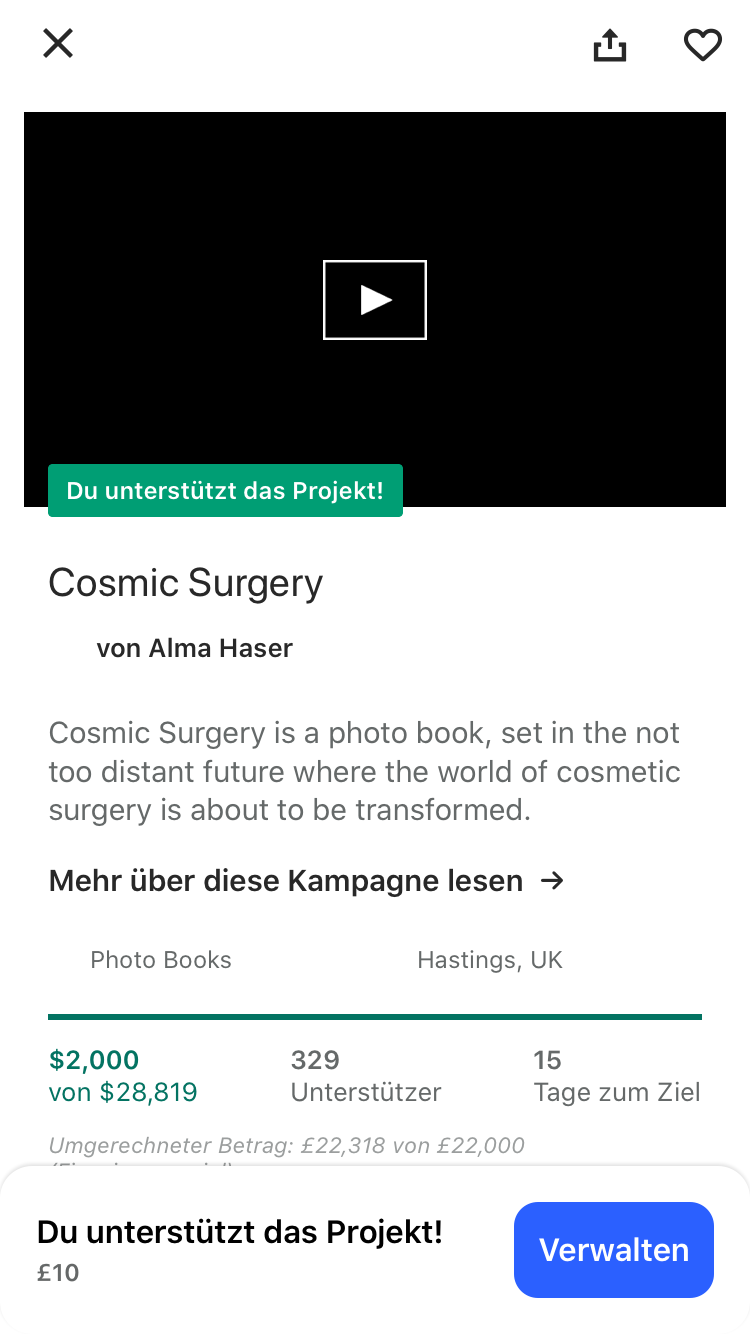 Du unterstützt das Projekt!
Cosmic Surgery
von Alma Haser
Cosmic Surgery is a photo book, set in the not
too distant future where the world of cosmetic
surgery is about to be transformed.
Mehr über diese Kampagne lesen →
Photo Books
Hastings, UK
$2,000
von $28,819
329
Unterstützer
15
Tage zum Ziel
Umgerechneter Betrag: £22,318 von £22,000
Du unterstützt das Projekt!
£10
Verwalten